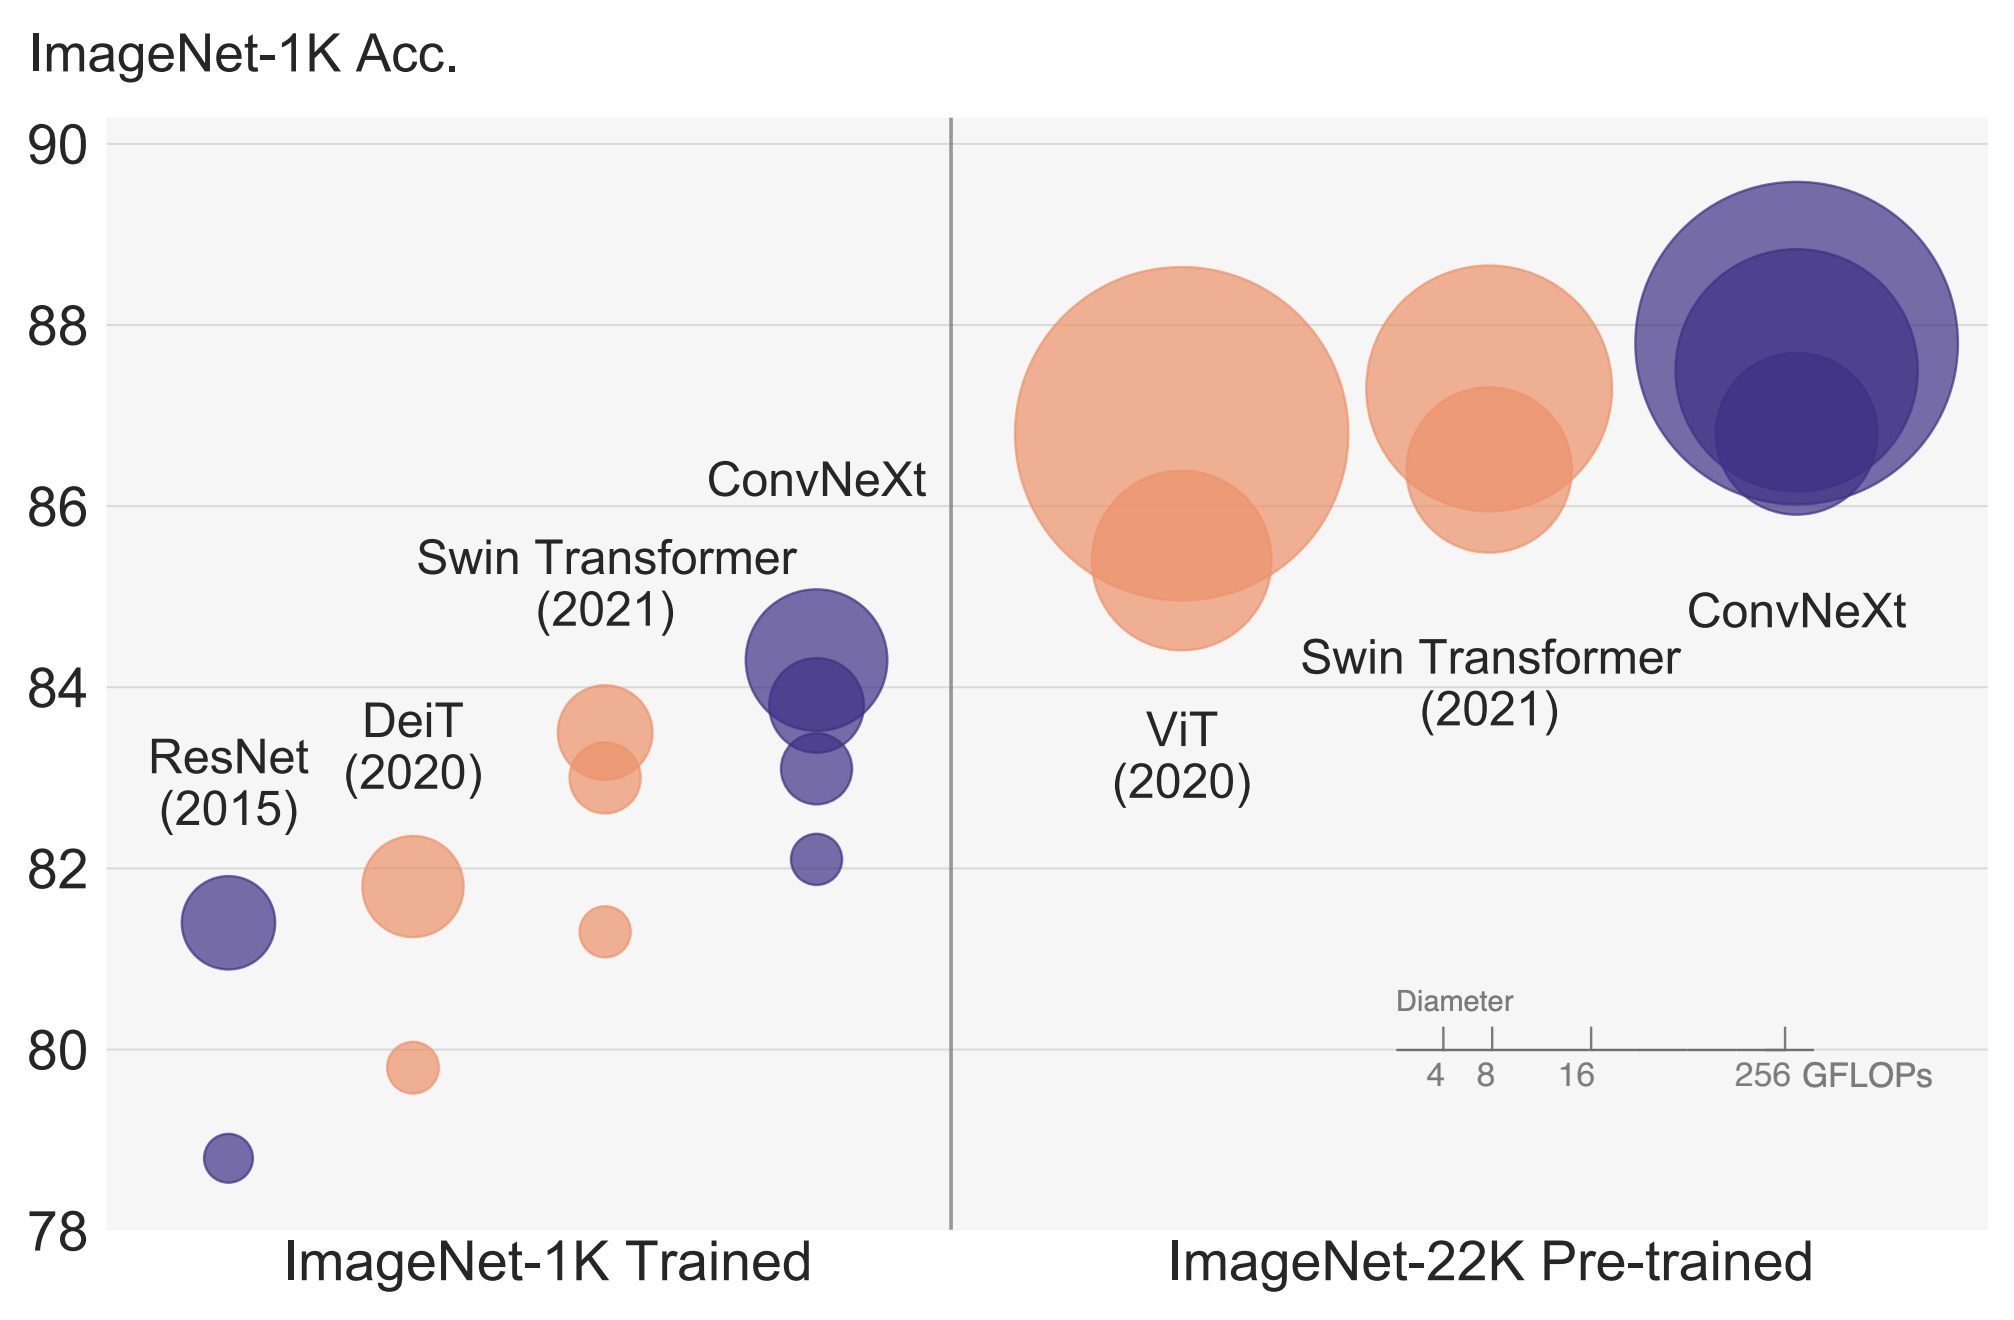 ImageNet-1K Acc.
90
88
86
84
82
80
78
ResNet
(2015)
DeiT
(2020)
Swin Transformer
(2021)
ConvNeXt
ViT
(2020)
Swin Transformer
(2021)
ConvNeXt
Diameter
4 8 16 256 GFLOPs
ImageNet-1K Trained
ImageNet-22K Pre-trained